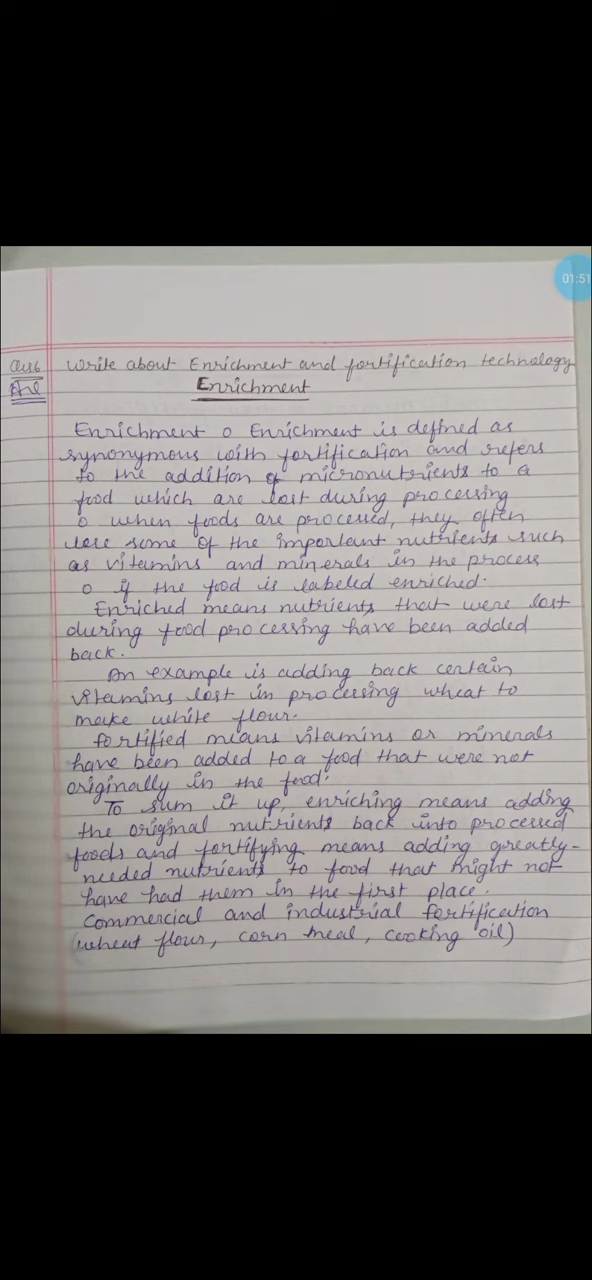 01:51
Qu6 Write about Enrichment and fortification technology
Ans Enrichment
Enrichment o Enrichment is defined as
synonymous with fortification and refers
to the addition of micronutrients to a
food which are lost during processing
o when foods are processed, they often
lose some of the important nutrients such
as vitamins and minerals in the process
o if the food is labeled enriched.
Enriched means nutrients that were lost
during food processing have been added
back.
An example is adding back certain
vitamins lost in processing wheat to
make white flour.
fortified means vitamins or minerals
have been added to a food that were not
originally in the food.
To sum it up, enriching means adding
the original nutrients back into processed
foods and fortifying means adding greatly-
needed nutrients to food that might not
have had them in the first place.
Commercial and industrial fortification
(wheat flour, corn meal, cooking oil)